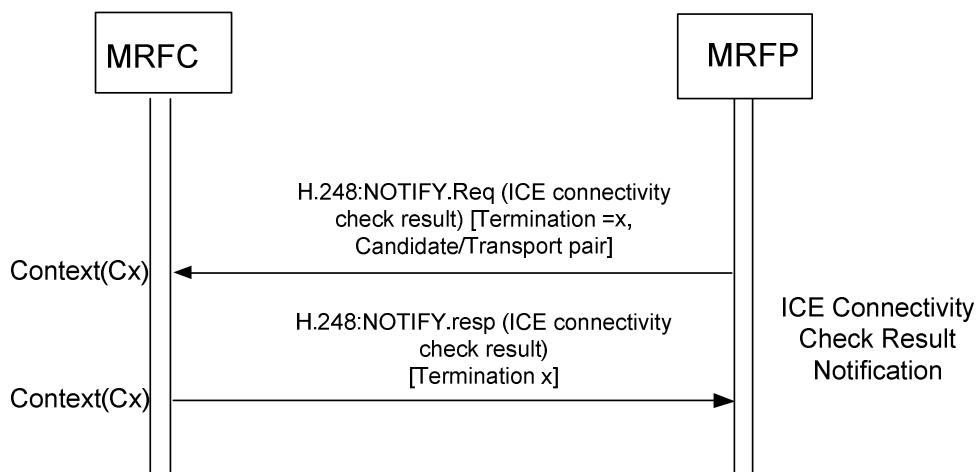 MRFC
MRFP
H.248:NOTIFY.Req (ICE connectivity
check result) [Termination =x,
Candidate/Transport pair]
Context(Cx)
H.248:NOTIFY.resp (ICE connectivity
check result)
[Termination x]
Context(Cx)
ICE Connectivity
Check Result
Notification